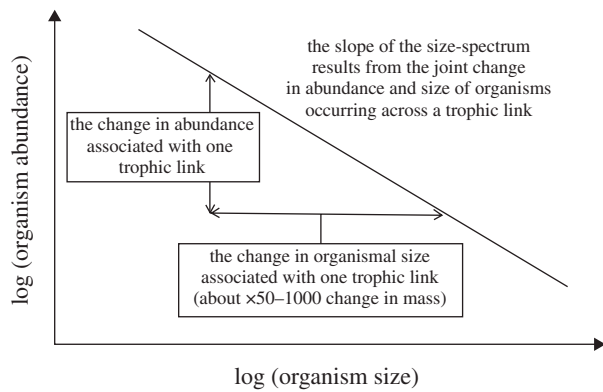 the slope of the size-spectrum
results from the joint change
in abundance and size of organisms
occurring across a trophic link
the change in abundance
associated with one
trophic link
the change in organismal size
associated with one trophic link
(about ×50–1000 change in mass)
log (organism abundance)
log (organism size)